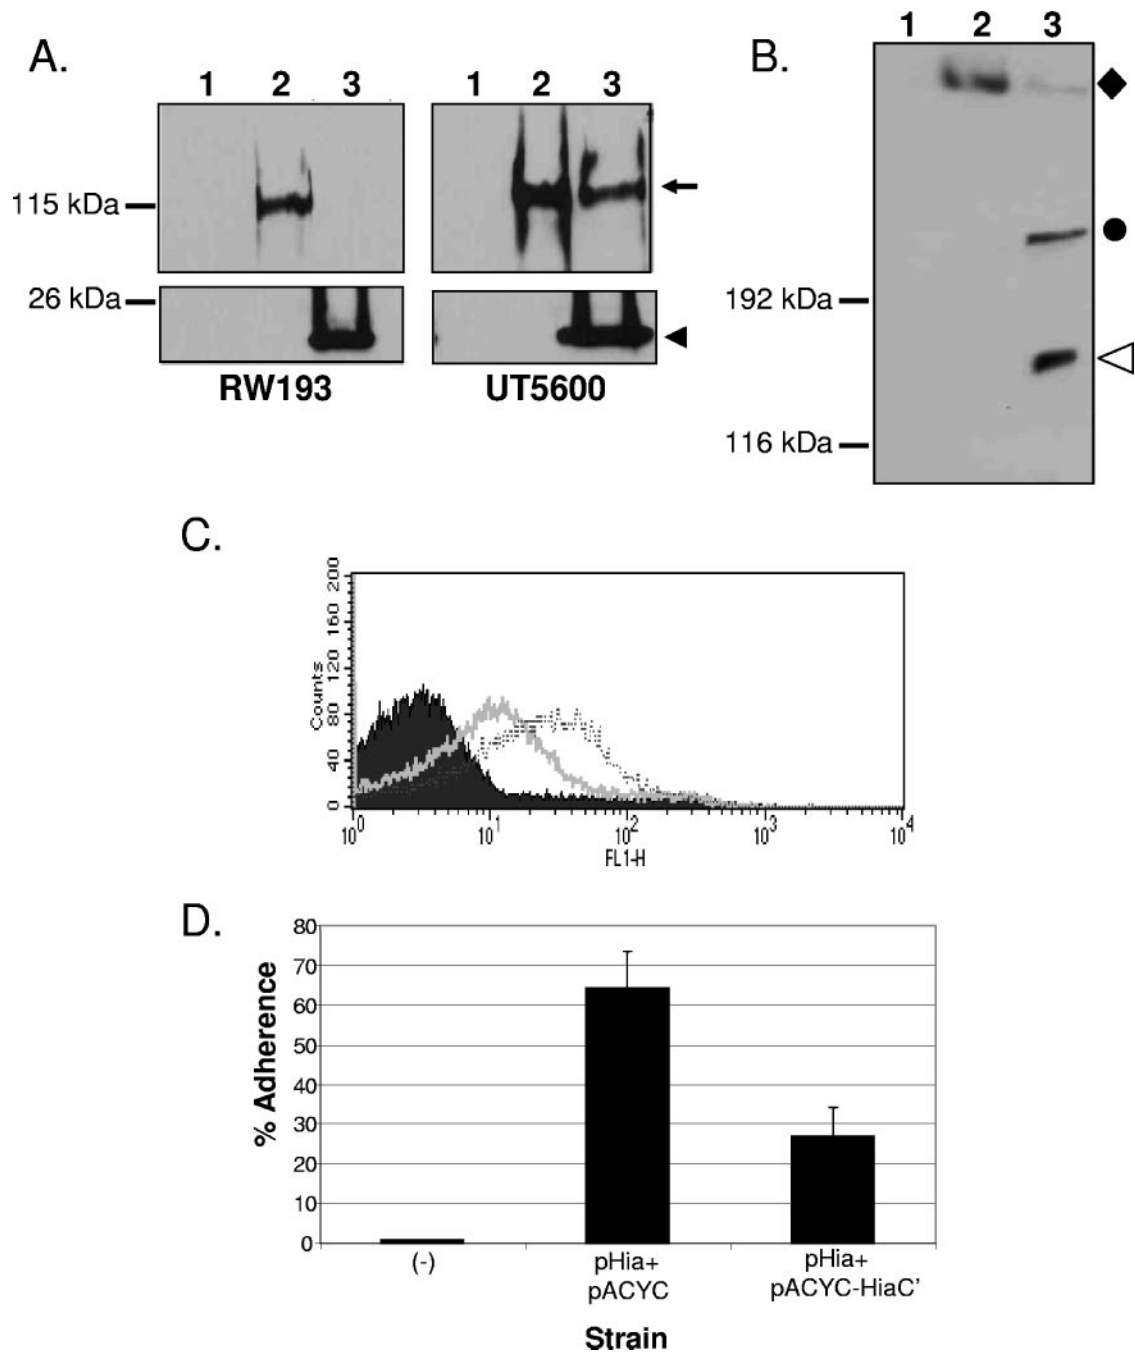 A.
1 2 3
1 2 3
115 kDa
26 kDa
RW193
UT5600
B.
1 2 3
192 kDa
116 kDa
C.
200
160
120
80
40
0
Counts
10^0 10^1 10^2 10^3 10^4
FL1-H
D.
80
70
60
50
40
30
20
10
0
% Adherence
(-)
pHia+
pACYC
pHia+
pACYC-HiaC'
Strain